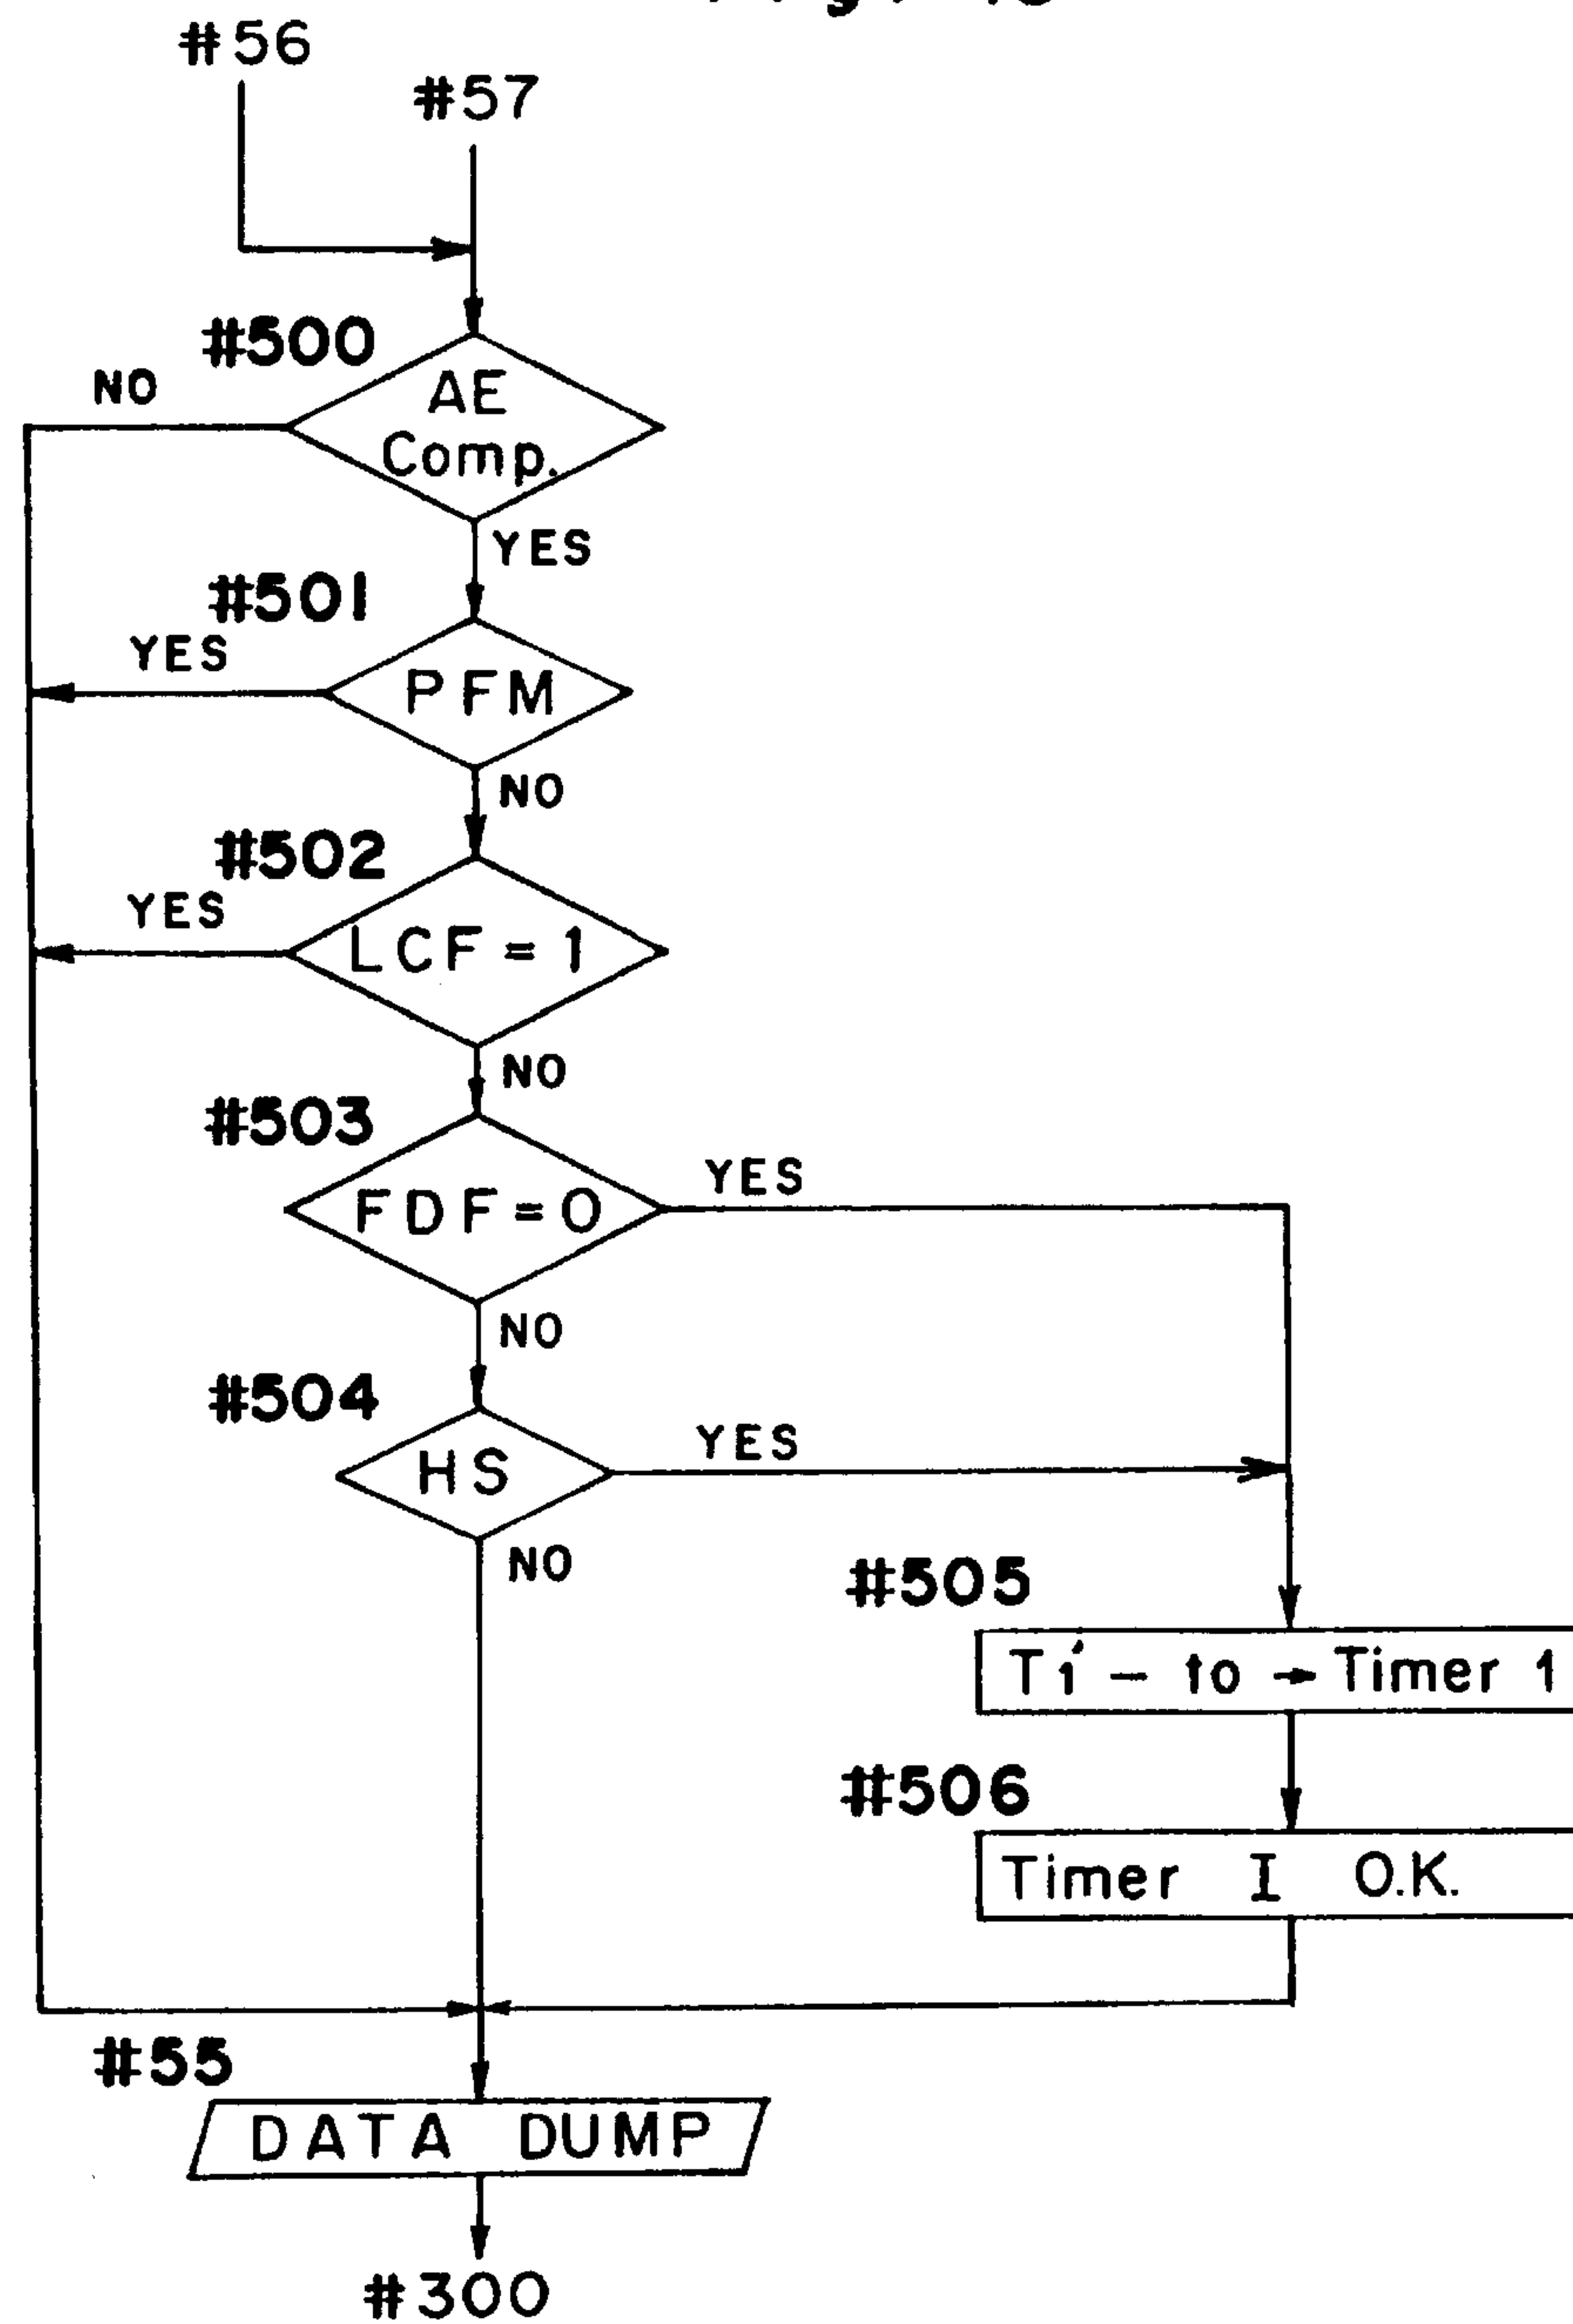 #56
#57
#500
NO
AE
Comp.
YES
#501
YES
PFM
NO
#502
YES
LCF = 1
NO
#503
FDF = 0
YES
NO
#504
HS
YES
NO
#505
Ti' – to → Timer 1
#506
Timer I O.K.
#55
DATA DUMP
#300